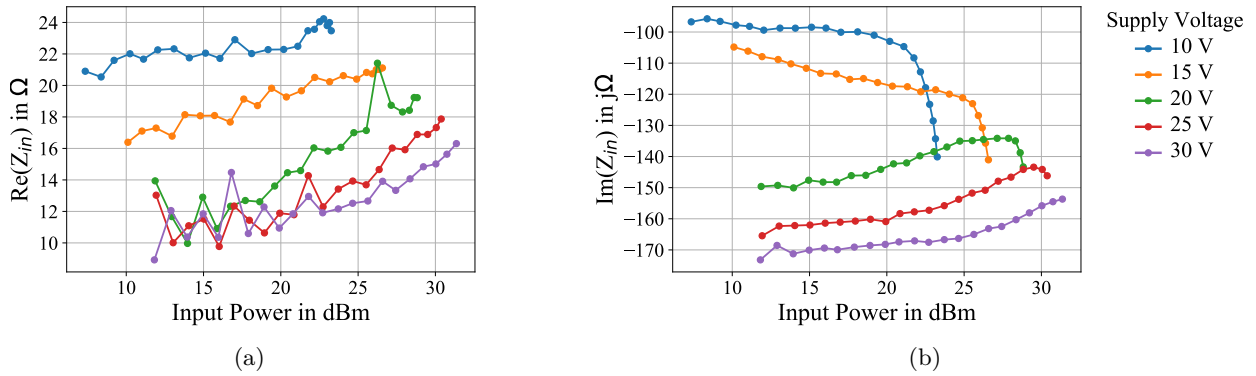 24
22
20
18
16
14
12
10
Re(Z_in) in Ω
10 15 20 25 30
Input Power in dBm
(a)
−100
−110
−120
−130
−140
−150
−160
−170
Im(Z_in) in jΩ
10 15 20 25 30
Input Power in dBm
(b)
Supply Voltage
10 V
15 V
20 V
25 V
30 V